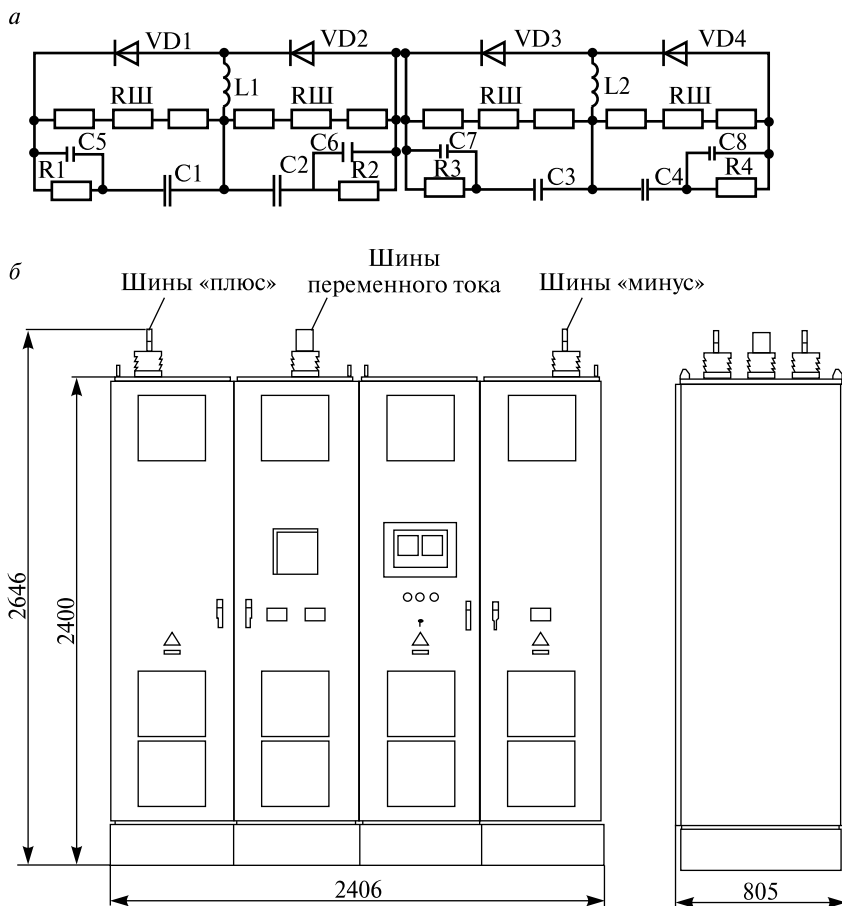 а
VD1 VD2 VD3 VD4
L1 L2
RШ RШ RШ RШ
C5 C6 C7 C8
R1 C1 C2 R2 R3 C3 C4 R4
б
Шины «плюс»
Шины
переменного тока
Шины «минус»
2646
2400
2406
805